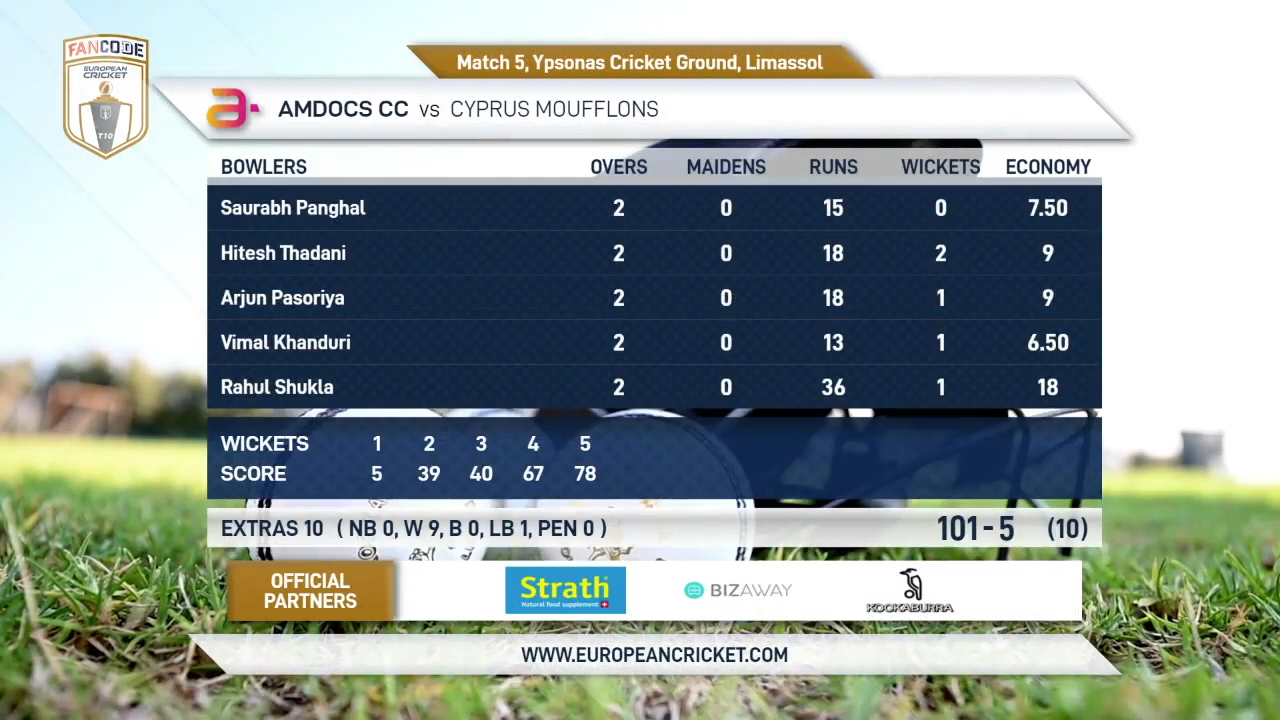 FANCODE
EUROPEAN
CRICKET
T10
Match 5, Ypsonas Cricket Ground, Limassol
AMDOCS CC vs CYPRUS MOUFFLONS
BOWLERS OVERS MAIDENS RUNS WICKETS ECONOMY
Saurabh Panghal 2 0 15 0 7.50
Hitesh Thadani 2 0 18 2 9
Arjun Pasoriya 2 0 18 1 9
Vimal Khanduri 2 0 13 1 6.50
Rahul Shukla 2 0 36 1 18
WICKETS 1 2 3 4 5
SCORE 5 39 40 67 78
EXTRAS 10 ( NB 0, W 9, B 0, LB 1, PEN 0 ) 101-5 (10)
OFFICIAL
PARTNERS
Strath
Natural food supplement
BIZAWAY
KOOKABURRA
WWW.EUROPEANCRICKET.COM